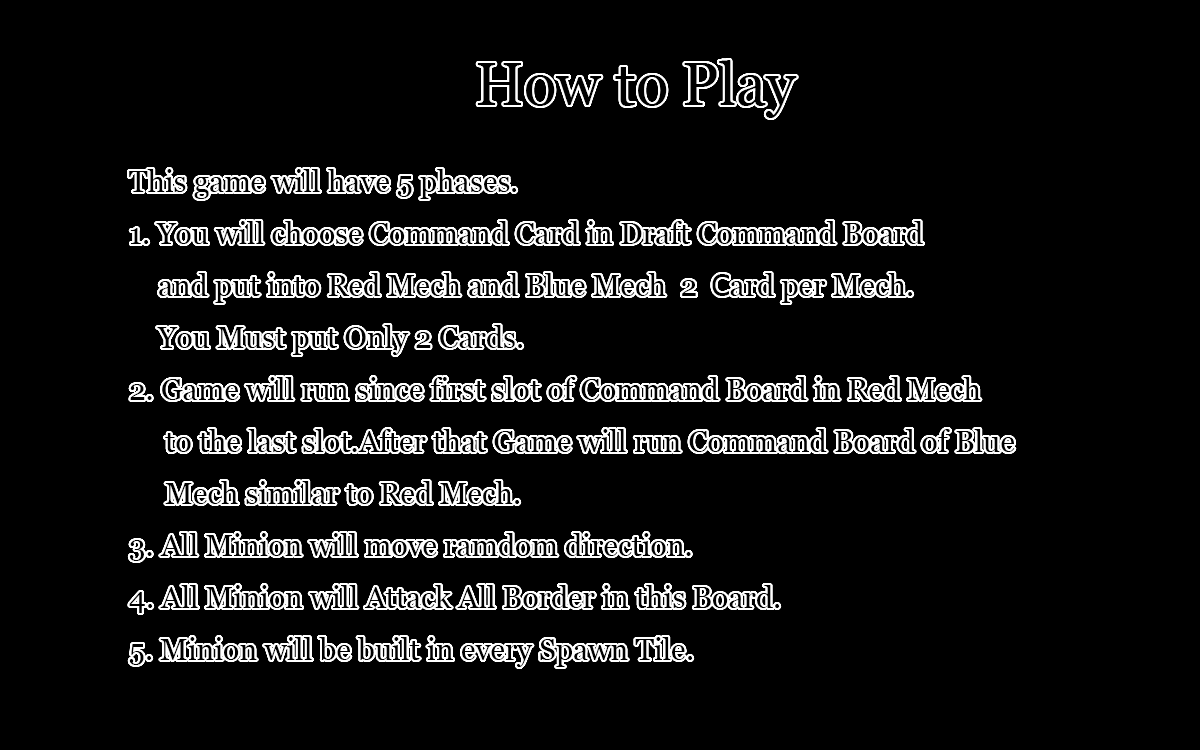 How to Play
This game will have 5 phases.
1. You will choose Command Card in Draft Command Board
and put into Red Mech and Blue Mech 2 Card per Mech.
You Must put Only 2 Cards.
2. Game will run since first slot of Command Board in Red Mech
to the last slot.After that Game will run Command Board of Blue
Mech similar to Red Mech.
3. All Minion will move ramdom direction.
4. All Minion will Attack All Border in this Board.
5. Minion will be built in every Spawn Tile.